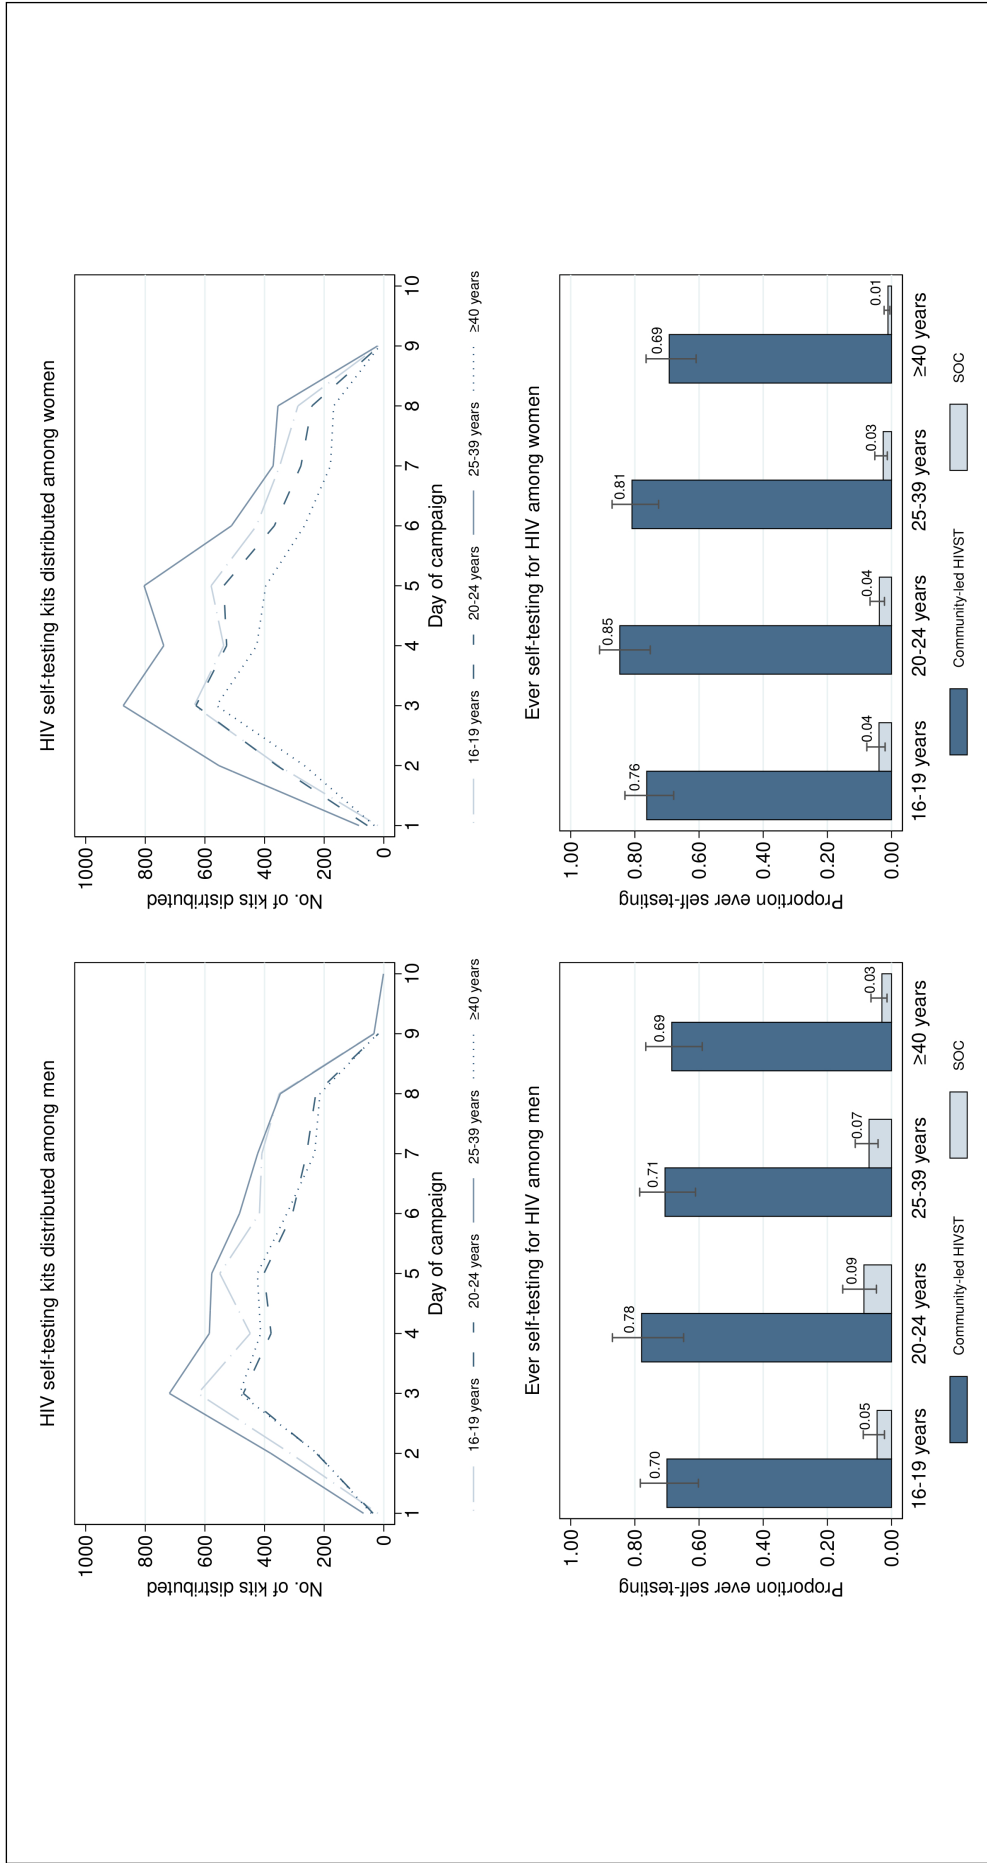 HIV self-testing kits distributed among men
No. of kits distributed
1000
800
600
400
200
0
1 2 3 4 5 6 7 8 9 10
Day of campaign
16-19 years 20-24 years 25-39 years ≥40 years
HIV self-testing kits distributed among women
No. of kits distributed
1000
800
600
400
200
0
1 2 3 4 5 6 7 8 9 10
Day of campaign
16-19 years 20-24 years 25-39 years ≥40 years
Ever self-testing for HIV among men
Proportion ever self-testing
1.00
0.80
0.60
0.40
0.20
0.00
0.70 0.05 0.78 0.09 0.71 0.07 0.69 0.03
16-19 years 20-24 years 25-39 years ≥40 years
Community-led HIVST SOC
Ever self-testing for HIV among women
Proportion ever self-testing
1.00
0.80
0.60
0.40
0.20
0.00
0.76 0.04 0.85 0.04 0.81 0.03 0.69 0.01
16-19 years 20-24 years 25-39 years ≥40 years
Community-led HIVST SOC